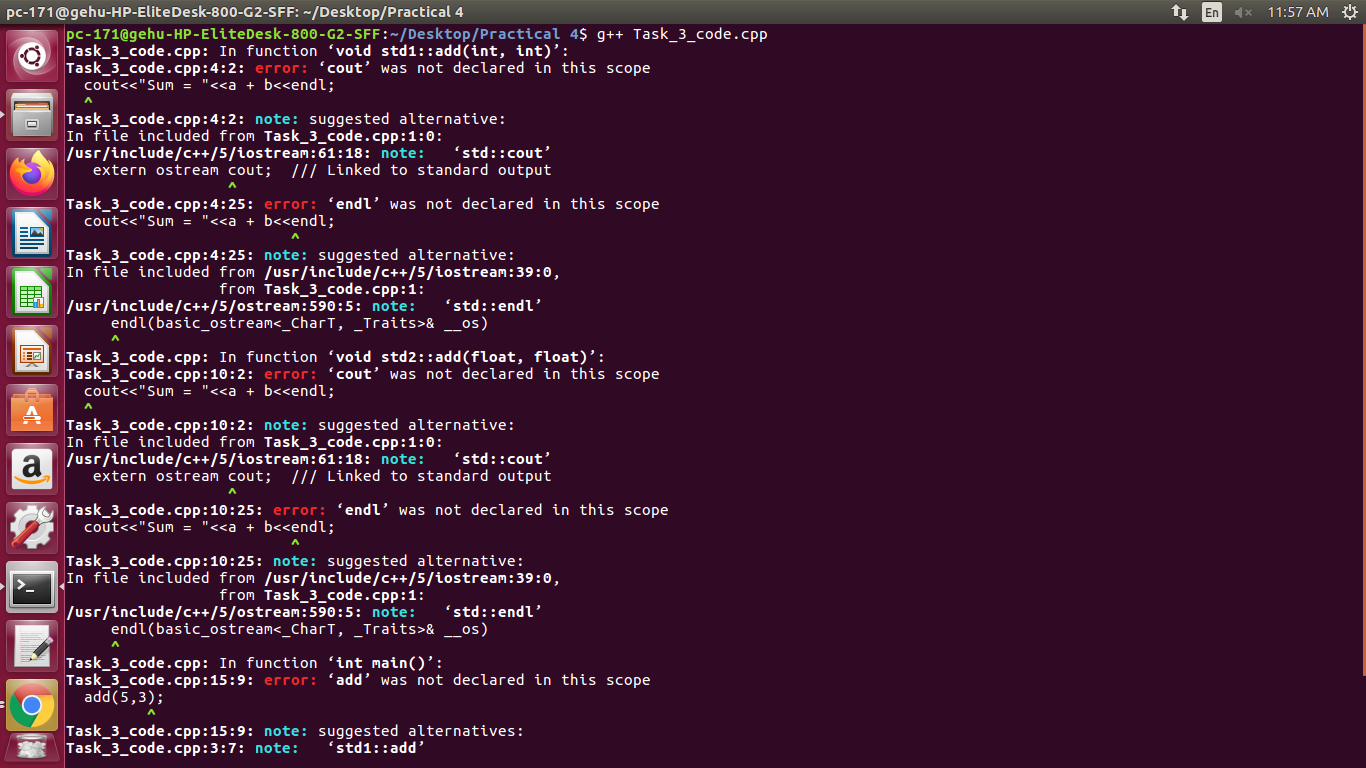 pc-171@gehu-HP-EliteDesk-800-G2-SFF: ~/Desktop/Practical 4
En
11:57 AM
pc-171@gehu-HP-EliteDesk-800-G2-SFF:~/Desktop/Practical 4$ g++ Task_3_code.cpp
Task_3_code.cpp: In function ‘void std1::add(int, int)’:
Task_3_code.cpp:4:2: error: ‘cout’ was not declared in this scope
  cout<<"Sum = "<<a + b<<endl;
  ^
Task_3_code.cpp:4:2: note: suggested alternative:
In file included from Task_3_code.cpp:1:0:
/usr/include/c++/5/iostream:61:18: note:   ‘std::cout’
   extern ostream cout;  /// Linked to standard output
                  ^
Task_3_code.cpp:4:25: error: ‘endl’ was not declared in this scope
  cout<<"Sum = "<<a + b<<endl;
                         ^
Task_3_code.cpp:4:25: note: suggested alternative:
In file included from /usr/include/c++/5/iostream:39:0,
                 from Task_3_code.cpp:1:
/usr/include/c++/5/ostream:590:5: note:   ‘std::endl’
     endl(basic_ostream<_CharT, _Traits>& __os)
     ^
Task_3_code.cpp: In function ‘void std2::add(float, float)’:
Task_3_code.cpp:10:2: error: ‘cout’ was not declared in this scope
  cout<<"Sum = "<<a + b<<endl;
  ^
Task_3_code.cpp:10:2: note: suggested alternative:
In file included from Task_3_code.cpp:1:0:
/usr/include/c++/5/iostream:61:18: note:   ‘std::cout’
   extern ostream cout;  /// Linked to standard output
                  ^
Task_3_code.cpp:10:25: error: ‘endl’ was not declared in this scope
  cout<<"Sum = "<<a + b<<endl;
                         ^
Task_3_code.cpp:10:25: note: suggested alternative:
In file included from /usr/include/c++/5/iostream:39:0,
                 from Task_3_code.cpp:1:
/usr/include/c++/5/ostream:590:5: note:   ‘std::endl’
     endl(basic_ostream<_CharT, _Traits>& __os)
     ^
Task_3_code.cpp: In function ‘int main()’:
Task_3_code.cpp:15:9: error: ‘add’ was not declared in this scope
  add(5,3);
         ^
Task_3_code.cpp:15:9: note: suggested alternatives:
Task_3_code.cpp:3:7: note:   ‘std1::add’